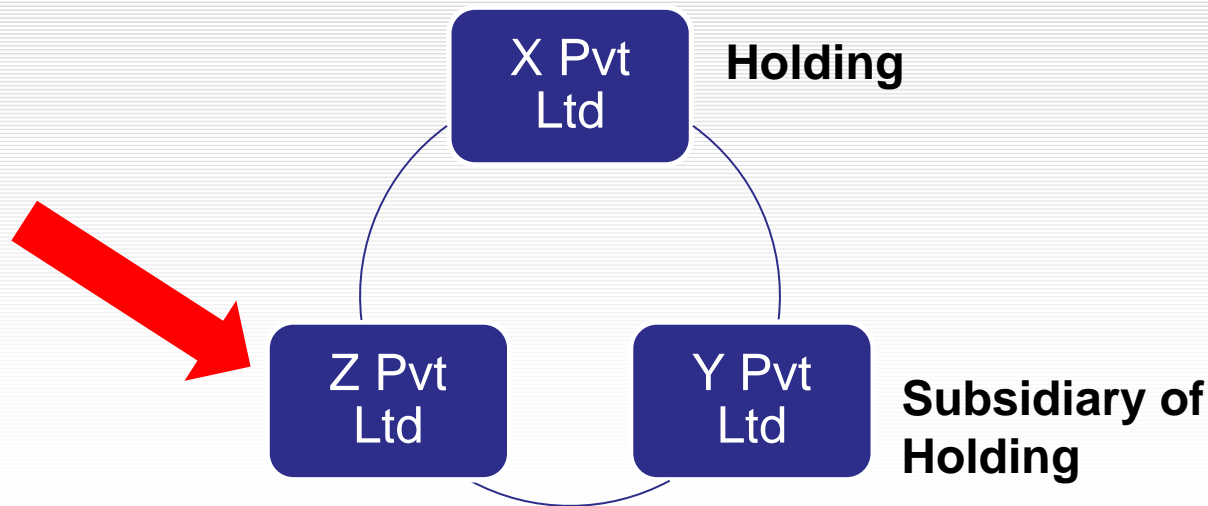 X Pvt
Ltd
Holding
Z Pvt
Ltd
Y Pvt
Ltd
Subsidiary of
Holding